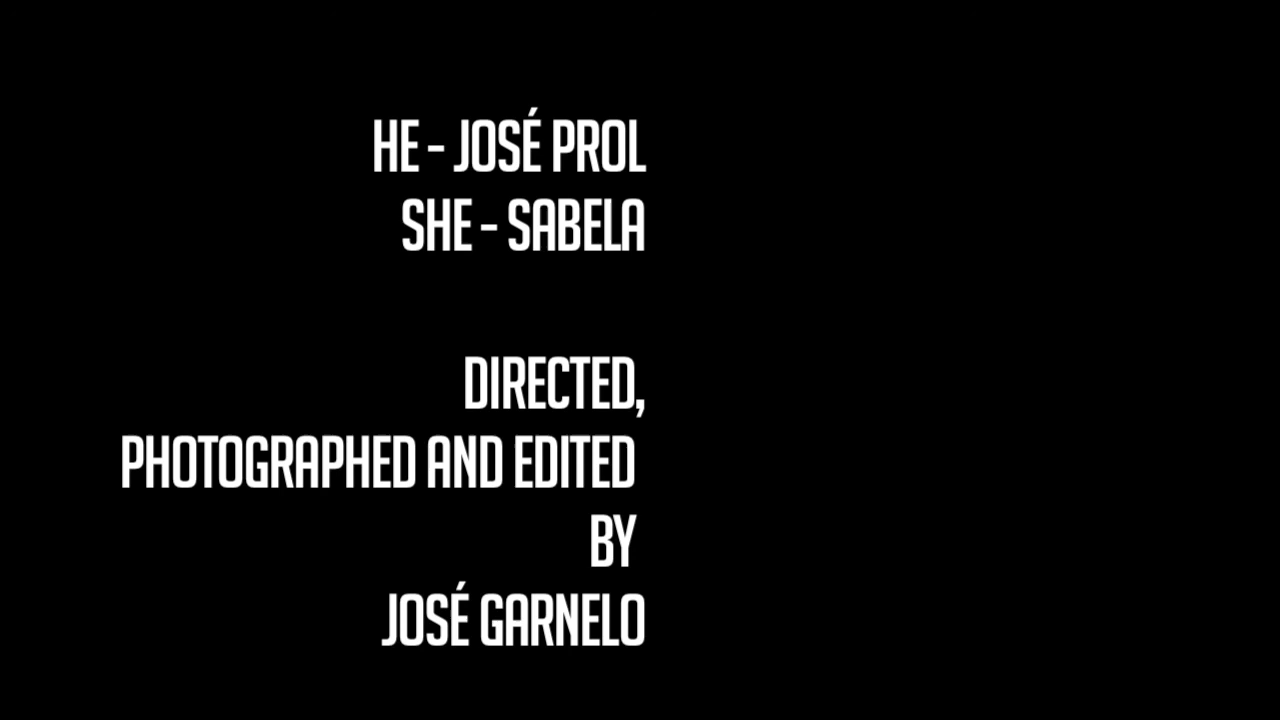 HE - JOSÉ PROL
SHE - SABELA
DIRECTED,
PHOTOGRAPHED AND EDITED
BY
JOSÉ GARNELO